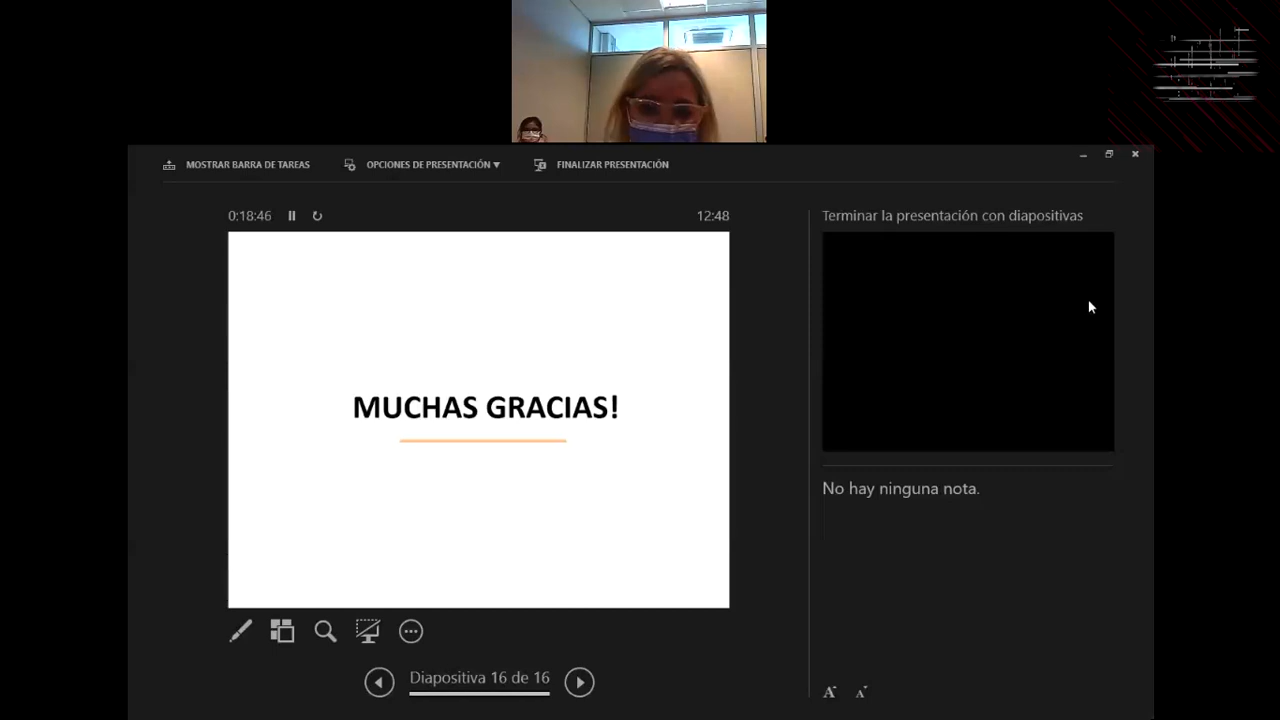 MOSTRAR BARRA DE TAREAS
OPCIONES DE PRESENTACIÓN ▼
FINALIZAR PRESENTACIÓN
0:18:46
12:48
MUCHAS GRACIAS!
Diapositiva 16 de 16
Terminar la presentación con diapositivas
No hay ninguna nota.
A A